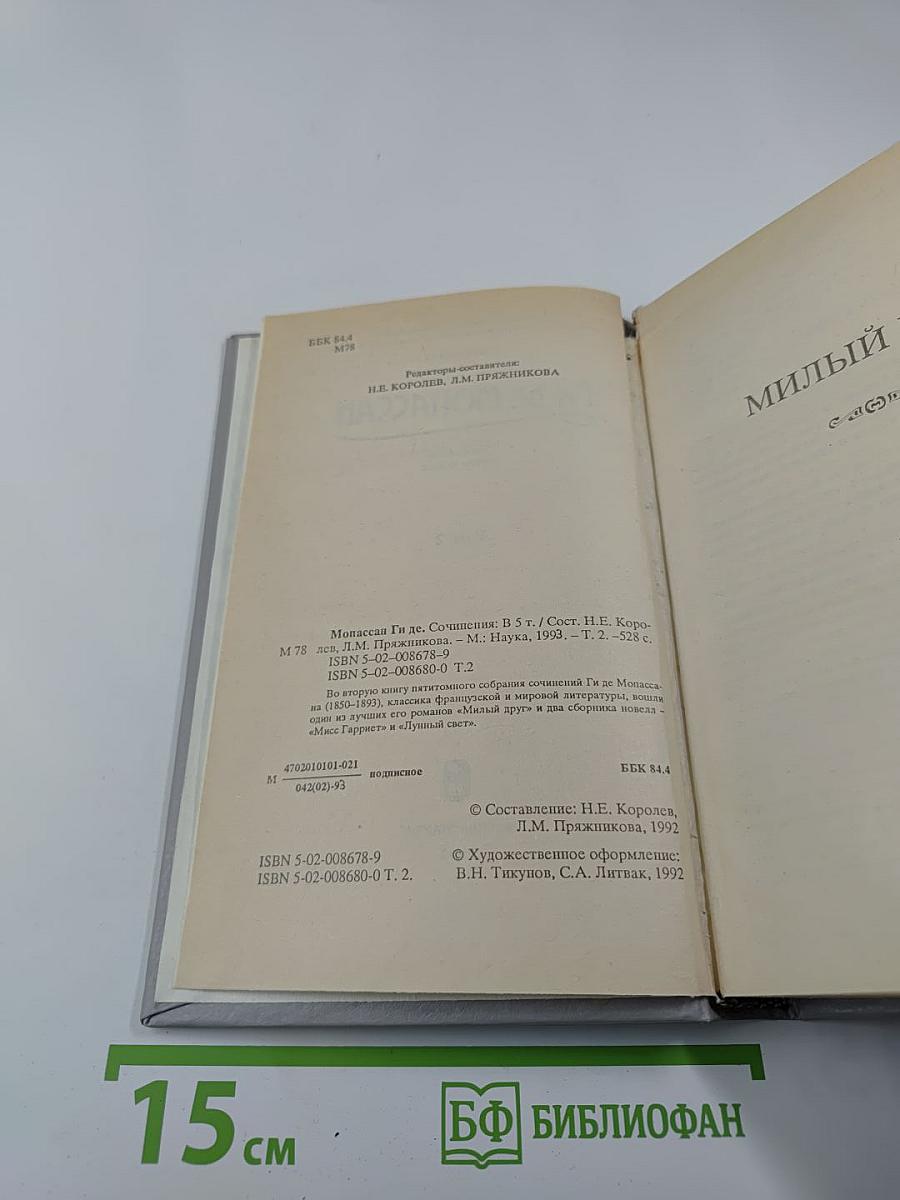 ББК 84.4
М78
Редакторы-составители:
Н.Е. КОРОЛЕВ, Л.М. ПРЯЖНИКОВА
Мопассан Ги де. Сочинения: В 5 т. / Сост. Н.Е. Коро-
М 78 лев, Л.М. Пряжникова. – М.: Наука, 1993. – Т. 2. –528 с.
ISBN 5–02–008678–9
ISBN 5–02–008680-0 Т.2
Во вторую книгу пятитомного собрания сочинений Ги де Мопасса-
на (1850–1893), классика французской и мировой литературы, вошли
один из лучших его романов «Милый друг» и два сборника новелл –
«Мисс Гарриет» и «Лунный свет».
М 4702010101-021 подписное ББК 84.4
042(02)-93
© Составление: Н.Е. Королев,
Л.М. Пряжникова, 1992
ISBN 5-02-008678-9
ISBN 5-02-008680-0 Т. 2.
© Художественное оформление:
В.Н. Тикунов, С.А. Литвак, 1992
МИЛЫЙ
15 см
БФ БИБЛИОФАН